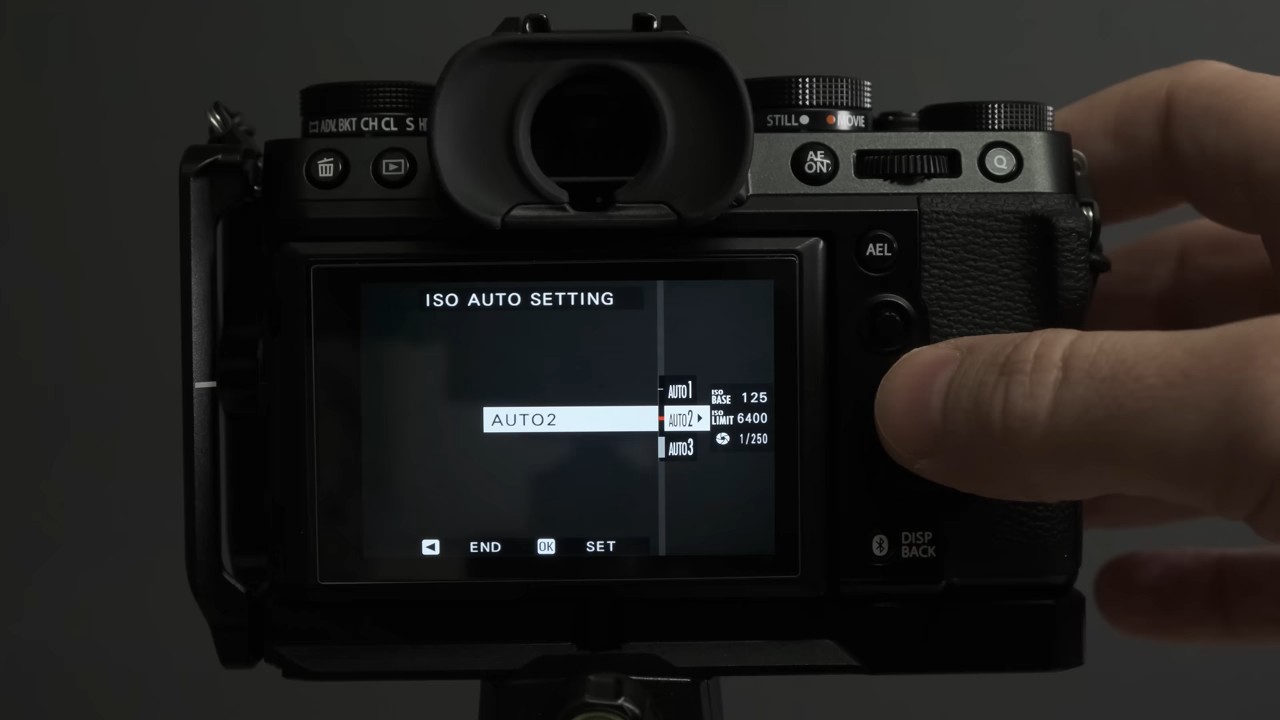 ADV. BKT CH CL S H
STILL MOVIE
AE
ON
Q
AEL
ISO AUTO SETTING
AUTO1
AUTO2
AUTO2
AUTO3
ISO BASE 125
ISO LIMIT 6400
1/250
END OK SET
DISP
BACK